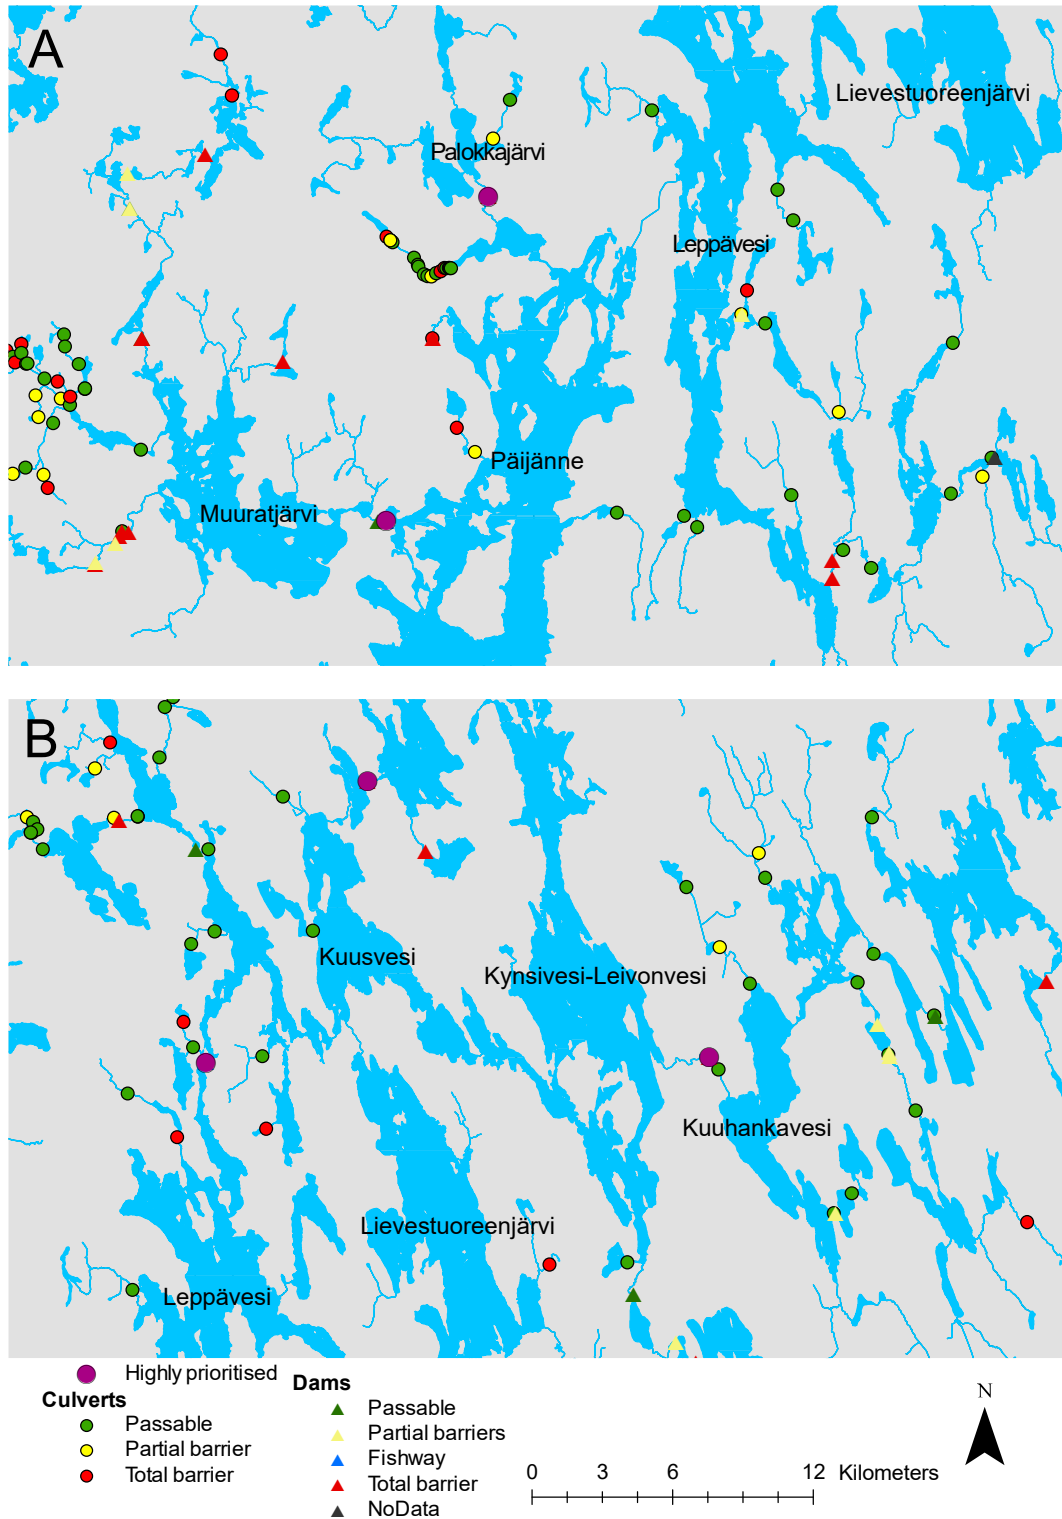 A
Lievestuoreenjärvi
Palokkajärvi
Leppävesi
Päijänne
Muuratjärvi
B
Kuusvesi
Kynsivesi-Leivonvesi
Kuuhankavesi
Lievestuoreenjärvi
Leppävesi
Highly prioritised
Culverts
Passable
Partial barrier
Total barrier
Dams
Passable
Partial barriers
Fishway
Total barrier
NoData
0 3 6 12 Kilometers
N